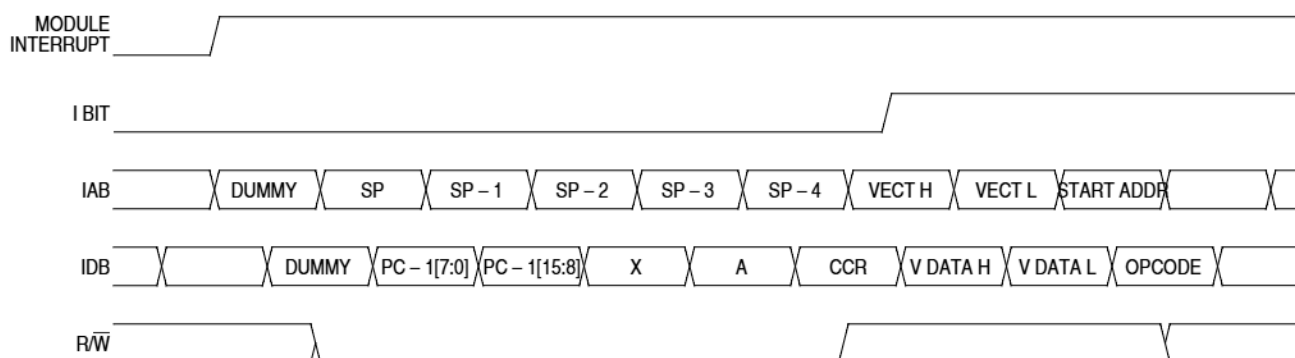 MODULE
INTERRUPT
I BIT
IAB DUMMY SP SP – 1 SP – 2 SP – 3 SP – 4 VECT H VECT L START ADDR
IDB DUMMY PC – 1[7:0] PC – 1[15:8] X A CCR V DATA H V DATA L OPCODE
R/W̅